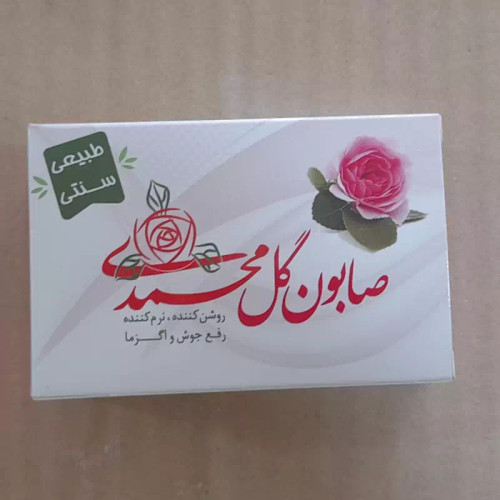 طبیعی
سنتی
صابون گل محمدی
روشن‌کننده، نرم‌کننده
رفع جوش و اگزما